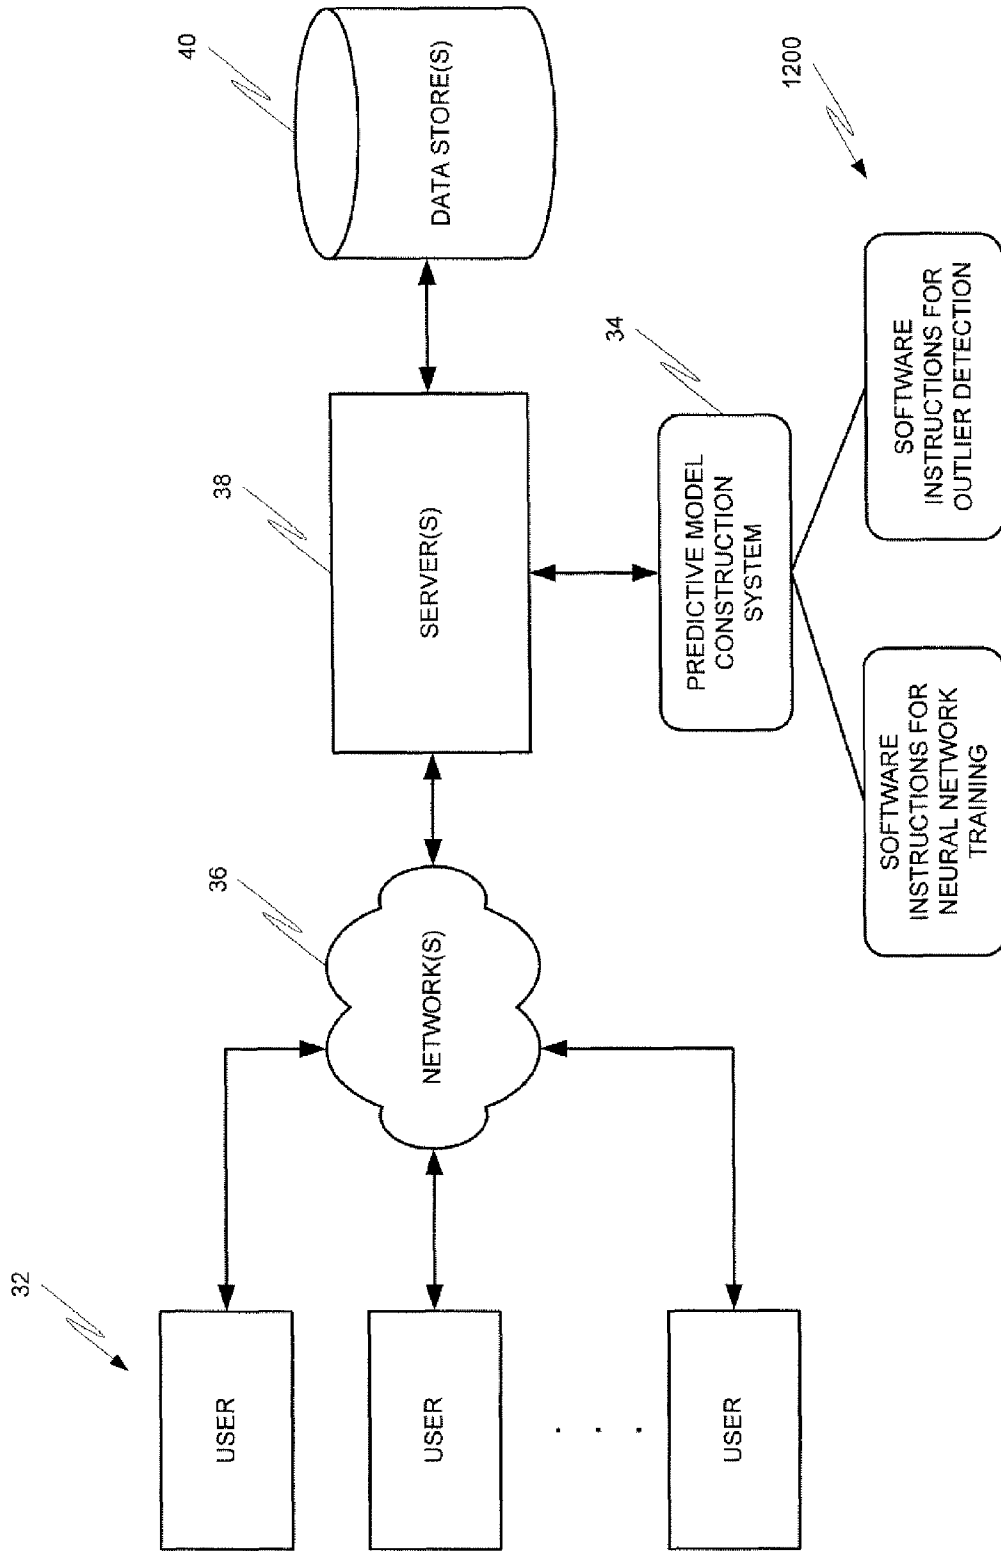 32
USER
USER
. . .
USER
36
NETWORK(S)
38
SERVER(S)
40
DATA STORE(S)
34
PREDICTIVE MODEL
CONSTRUCTION
SYSTEM
1200
SOFTWARE
INSTRUCTIONS FOR
NEURAL NETWORK
TRAINING
SOFTWARE
INSTRUCTIONS FOR
OUTLIER DETECTION